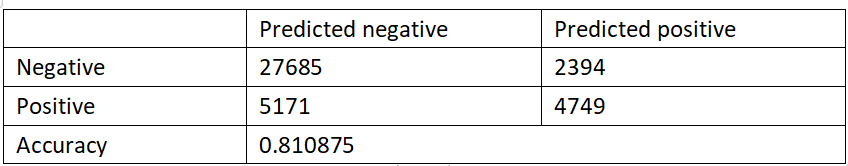 Predicted negative Predicted positive
Negative 27685 2394
Positive 5171 4749
Accuracy 0.810875